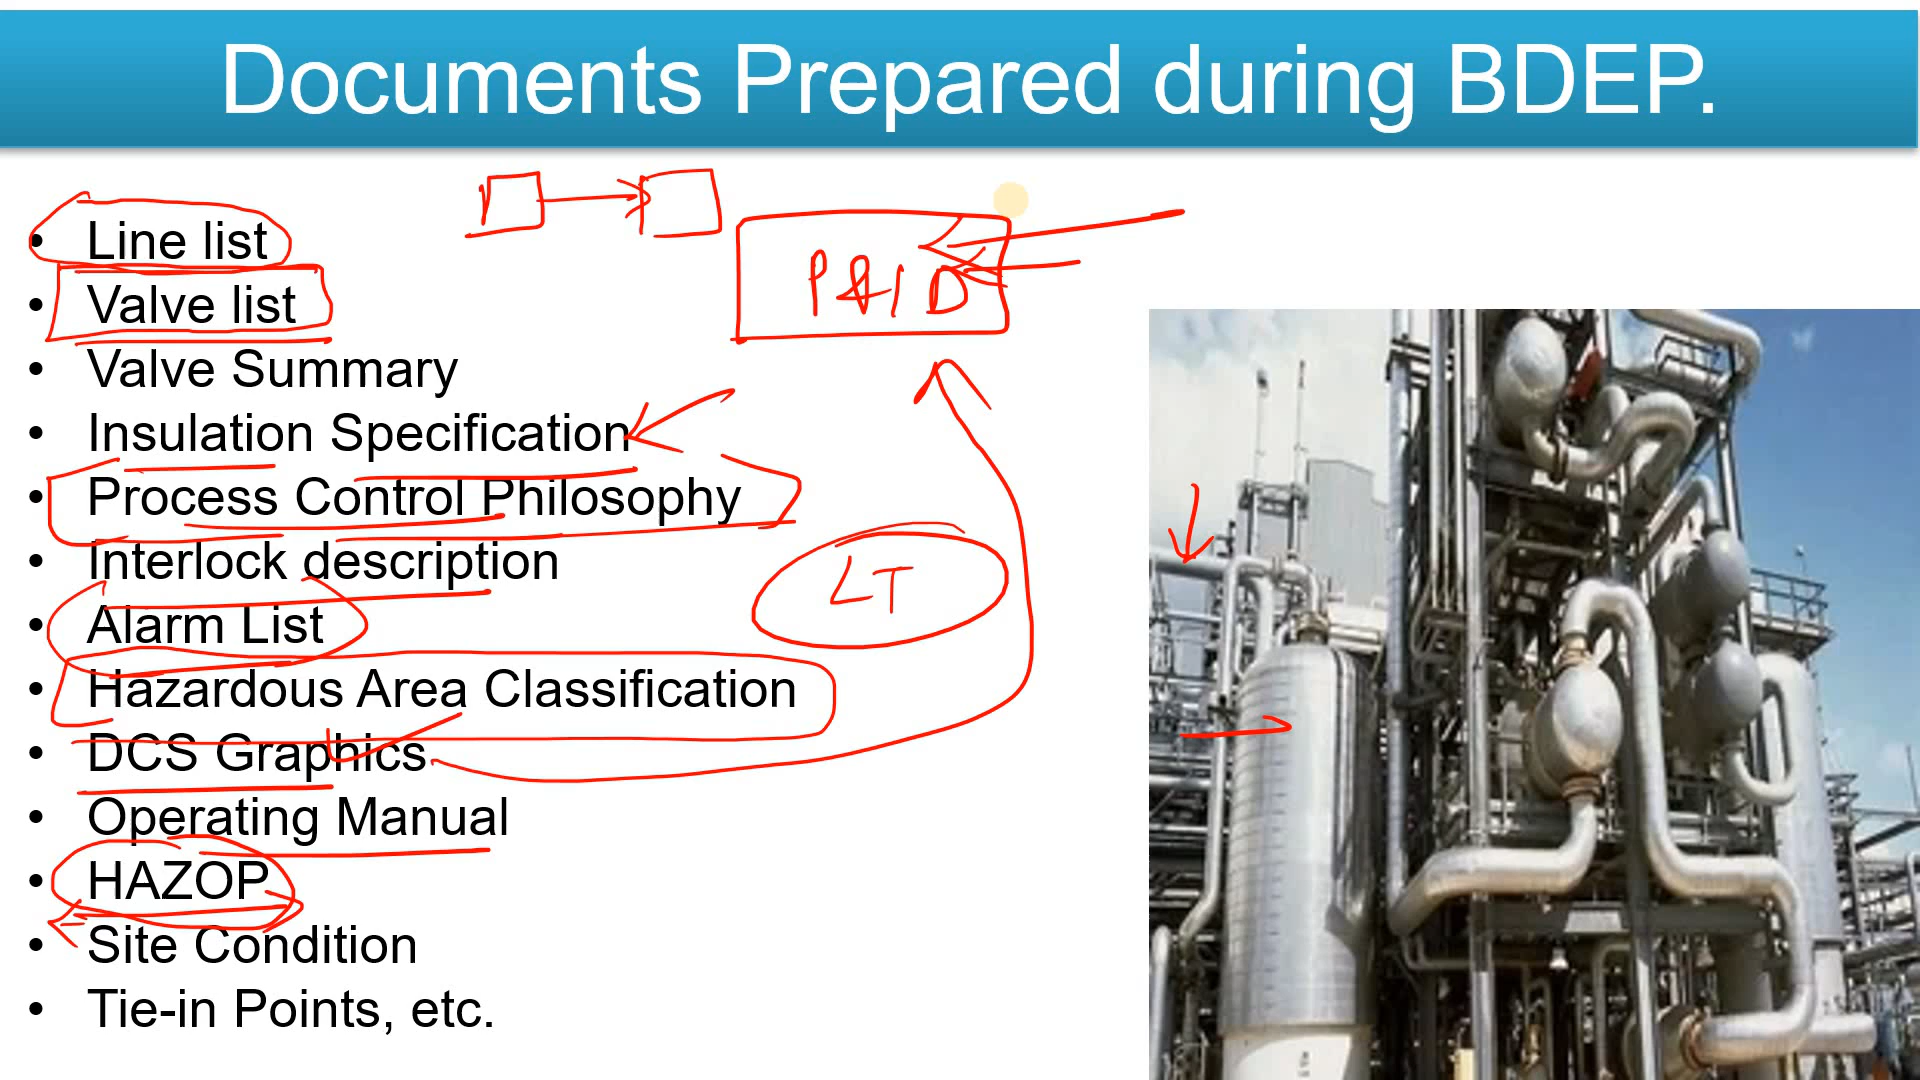 Documents Prepared during BDEP.
• Line list
• Valve list
• Valve Summary
• Insulation Specification
• Process Control Philosophy
• Interlock description
• Alarm List
• Hazardous Area Classification
• DCS Graphics
• Operating Manual
• HAZOP
• Site Condition
• Tie-in Points, etc.
P&ID
LT